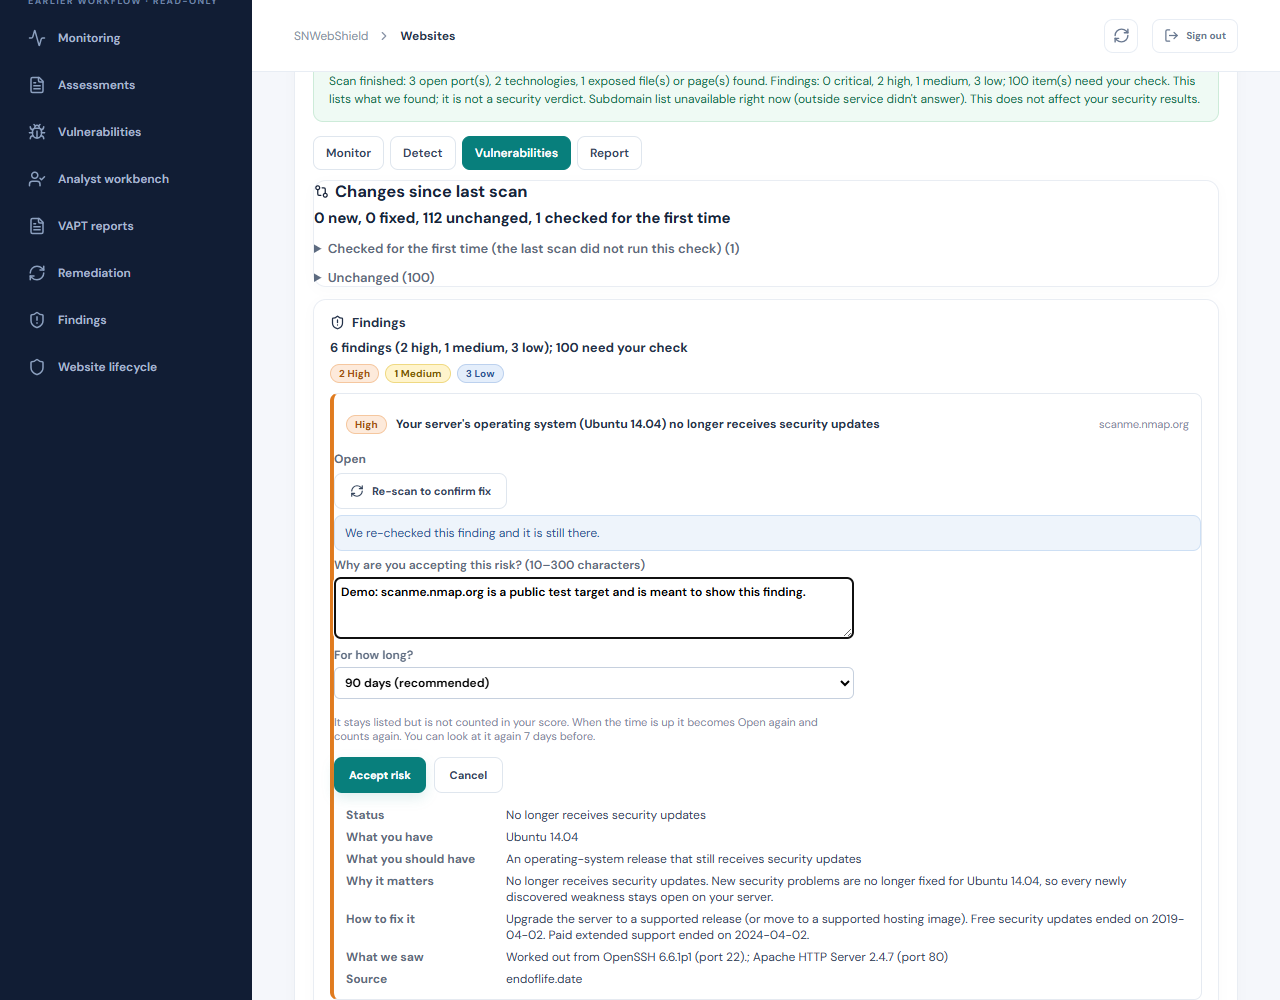 EARLIER WORKFLOW · READ-ONLY
Monitoring
Assessments
Vulnerabilities
Analyst workbench
VAPT reports
Remediation
Findings
Website lifecycle
SNWebShield > Websites
Sign out
Scan finished: 3 open port(s), 2 technologies, 1 exposed file(s) or page(s) found. Findings: 0 critical, 2 high, 1 medium, 3 low; 100 item(s) need your check. This
lists what we found; it is not a security verdict. Subdomain list unavailable right now (outside service didn't answer). This does not affect your security results.
Monitor Detect Vulnerabilities Report
Changes since last scan
0 new, 0 fixed, 112 unchanged, 1 checked for the first time
Checked for the first time (the last scan did not run this check) (1)
Unchanged (100)
Findings
6 findings (2 high, 1 medium, 3 low); 100 need your check
2 High 1 Medium 3 Low
High Your server's operating system (Ubuntu 14.04) no longer receives security updates scanme.nmap.org
Open
Re-scan to confirm fix
We re-checked this finding and it is still there.
Why are you accepting this risk? (10–300 characters)
Demo: scanme.nmap.org is a public test target and is meant to show this finding.
For how long?
90 days (recommended)
It stays listed but is not counted in your score. When the time is up it becomes Open again and
counts again. You can look at it again 7 days before.
Accept risk Cancel
Status No longer receives security updates
What you have Ubuntu 14.04
What you should have An operating-system release that still receives security updates
Why it matters No longer receives security updates. New security problems are no longer fixed for Ubuntu 14.04, so every newly
discovered weakness stays open on your server.
How to fix it Upgrade the server to a supported release (or move to a supported hosting image). Free security updates ended on 2019-
04-02. Paid extended support ended on 2024-04-02.
What we saw Worked out from OpenSSH 6.6.1p1 (port 22).; Apache HTTP Server 2.4.7 (port 80)
Source endoflife.date